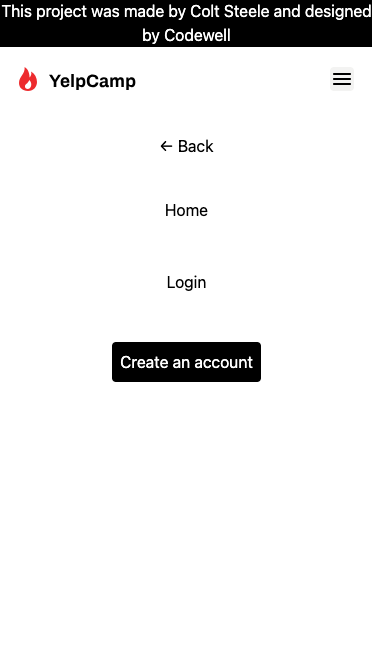 This project was made by Colt Steele and designed
by Codewell
YelpCamp
← Back
Home
Login
Create an account